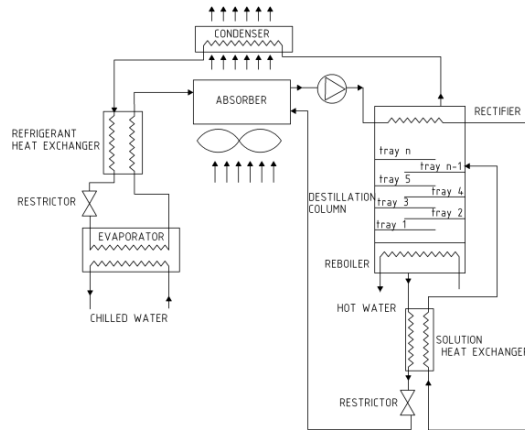 CONDENSER
ABSORBER
RECTIFIER
REFRIGERANT
HEAT EXCHANGER
tray n
tray n-1
tray 5
DESTILLATION
COLUMN
tray 4
tray 3
tray 2
tray 1
RESTRICTOR
EVAPORATOR
REBOILER
CHILLED WATER
HOT WATER
SOLUTION
HEAT EXCHANGER
RESTRICTOR